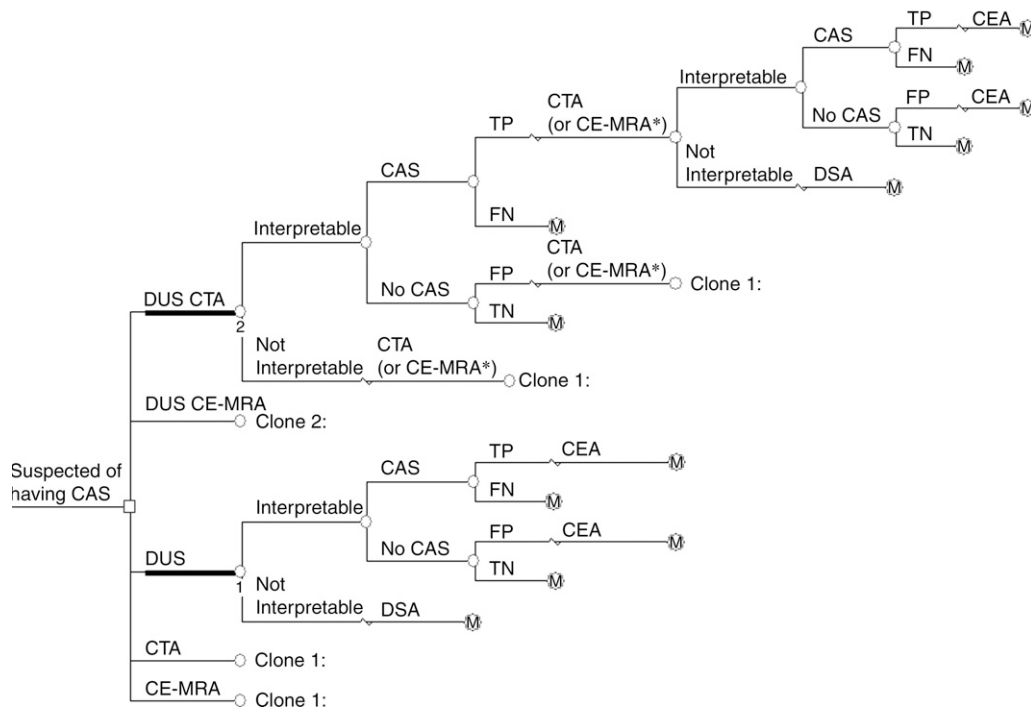 TP
CEA
M
CAS
FN
M
Interpretable
FP
CEA
M
No CAS
TN
M
CTA
(or CE-MRA*)
TP
Not
Interpretable
DSA
M
CAS
FN
M
Interpretable
CTA
(or CE-MRA*)
FP
Clone 1:
No CAS
TN
M
DUS CTA
2
Not
Interpretable
CTA
(or CE-MRA*)
Clone 1:
DUS CE-MRA
Clone 2:
Suspected of
having CAS
TP
CEA
M
CAS
FN
M
Interpretable
FP
CEA
M
No CAS
TN
M
DUS
1
Not
Interpretable
DSA
M
CTA
Clone 1:
CE-MRA
Clone 1: